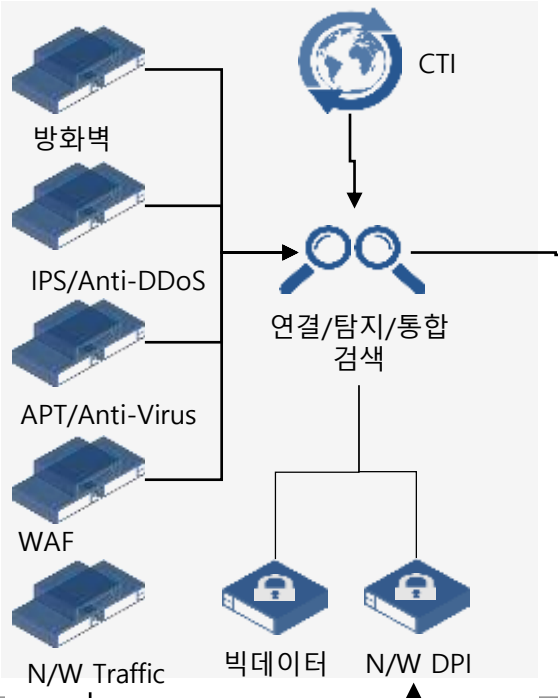 CTI
방화벽
IPS/Anti-DDoS
연결/탐지/통합
검색
APT/Anti-Virus
WAF
N/W Traffic
빅데이터
N/W DPI